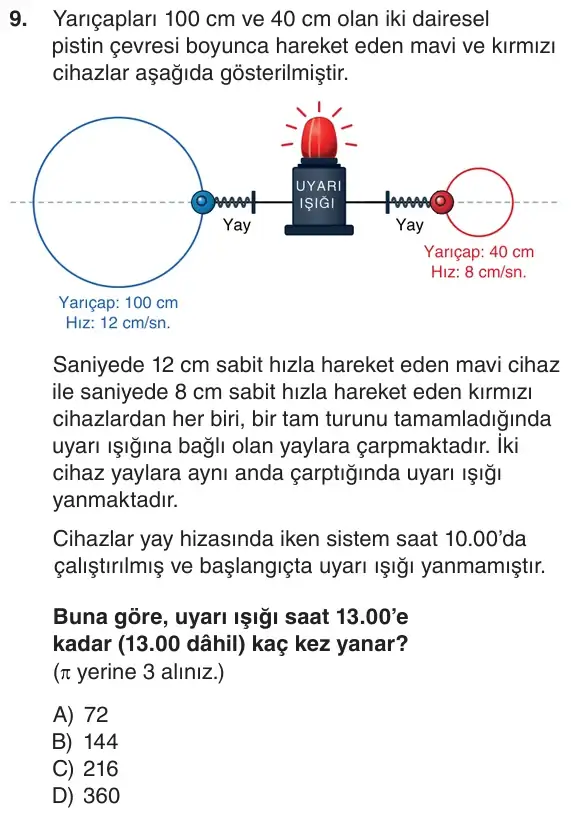 9. Yarıçapları 100 cm ve 40 cm olan iki dairesel
pistin çevresi boyunca hareket eden mavi ve kırmızı
cihazlar aşağıda gösterilmiştir.
UYARI
IŞIĞI
Yay
Yay
Yarıçap: 40 cm
Hız: 8 cm/sn.
Yarıçap: 100 cm
Hız: 12 cm/sn.
Saniyede 12 cm sabit hızla hareket eden mavi cihaz
ile saniyede 8 cm sabit hızla hareket eden kırmızı
cihazlardan her biri, bir tam turunu tamamladığında
uyarı ışığına bağlı olan yaylara çarpmaktadır. İki
cihaz yaylara aynı anda çarptığında uyarı ışığı
yanmaktadır.
Cihazlar yay hizasında iken sistem saat 10.00’da
çalıştırılmış ve başlangıçta uyarı ışığı yanmamıştır.
Buna göre, uyarı ışığı saat 13.00’e
kadar (13.00 dâhil) kaç kez yanar?
(π yerine 3 alınız.)
A) 72
B) 144
C) 216
D) 360